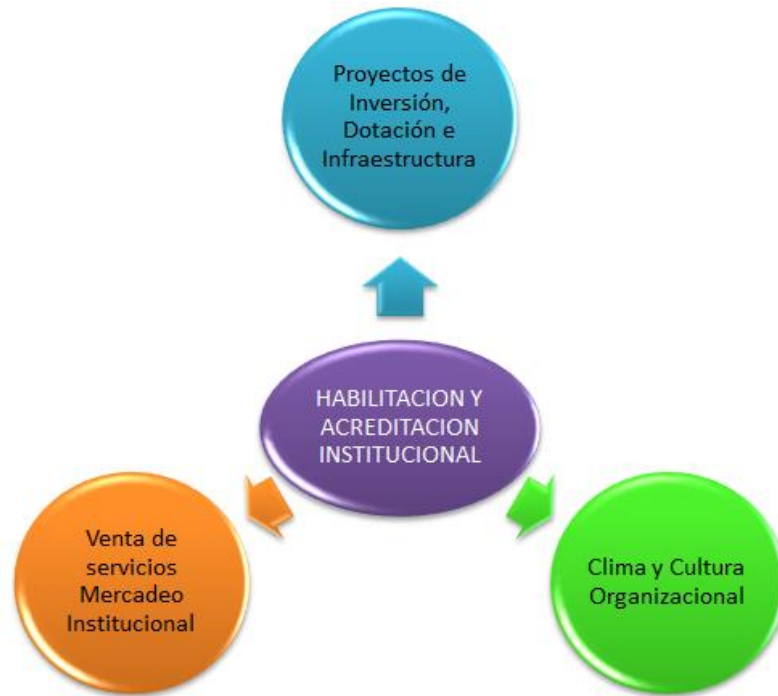 Proyectos de
Inversión,
Dotación e
Infraestructura
HABILITACION Y
ACREDITACION
INSTITUCIONAL
Venta de
servicios
Mercadeo
Institucional
Clima y Cultura
Organizacional